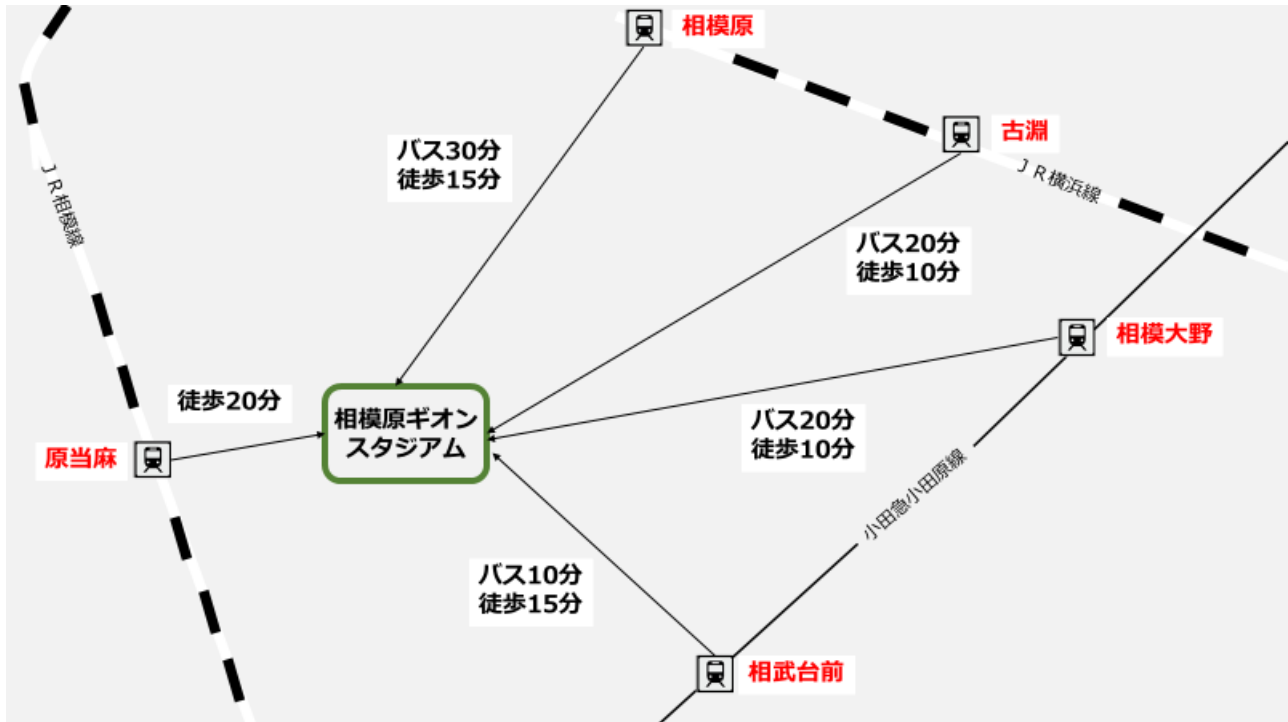 相模原
古淵
バス30分
徒歩15分
JR相模線
JR横浜線
バス20分
徒歩10分
相模大野
徒歩20分
相模原ギオン
スタジアム
バス20分
徒歩10分
原当麻
小田急小田原線
バス10分
徒歩15分
相武台前